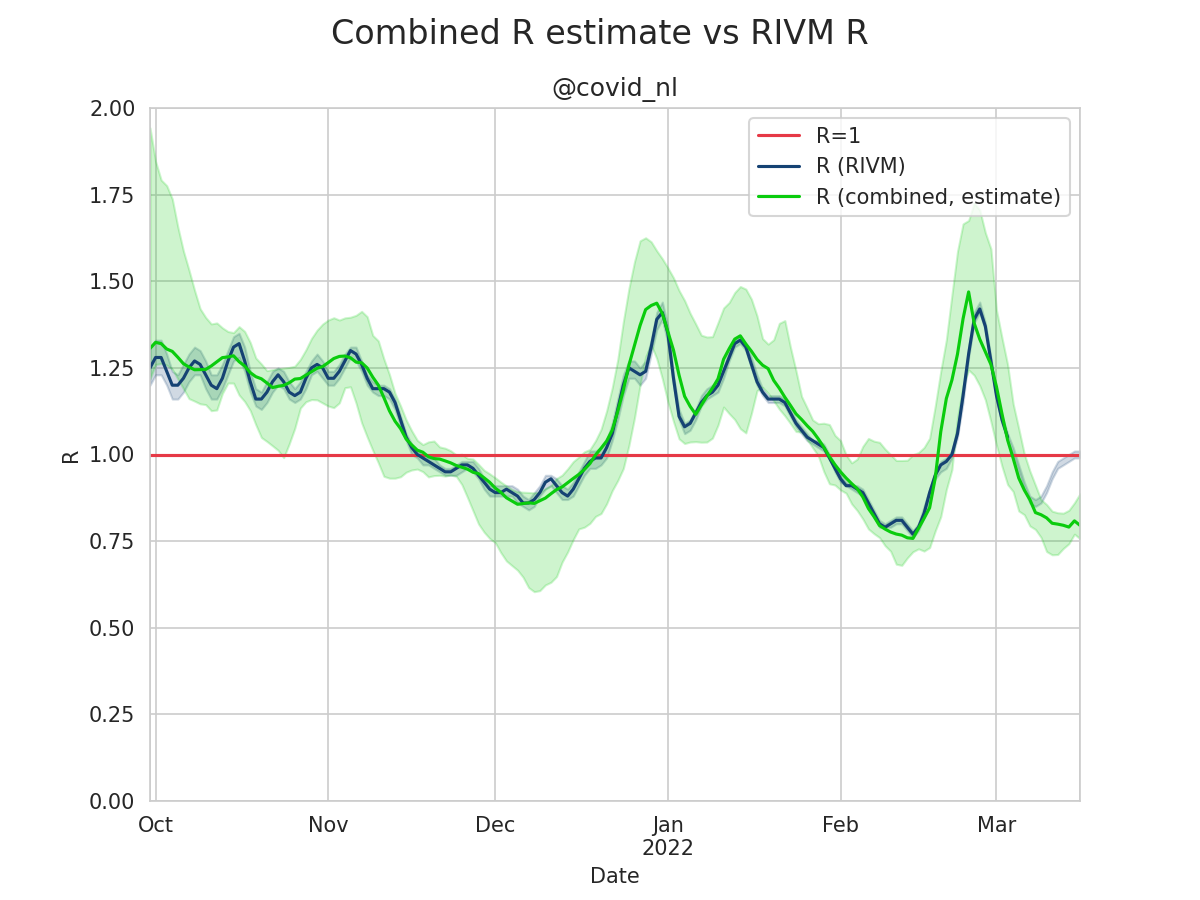 Combined R estimate vs RIVM R
@covid_nl
R=1
R (RIVM)
R (combined, estimate)
2.00
1.75
1.50
1.25
1.00
0.75
0.50
0.25
0.00
R
Oct Nov Dec Jan Feb Mar
2022
Date